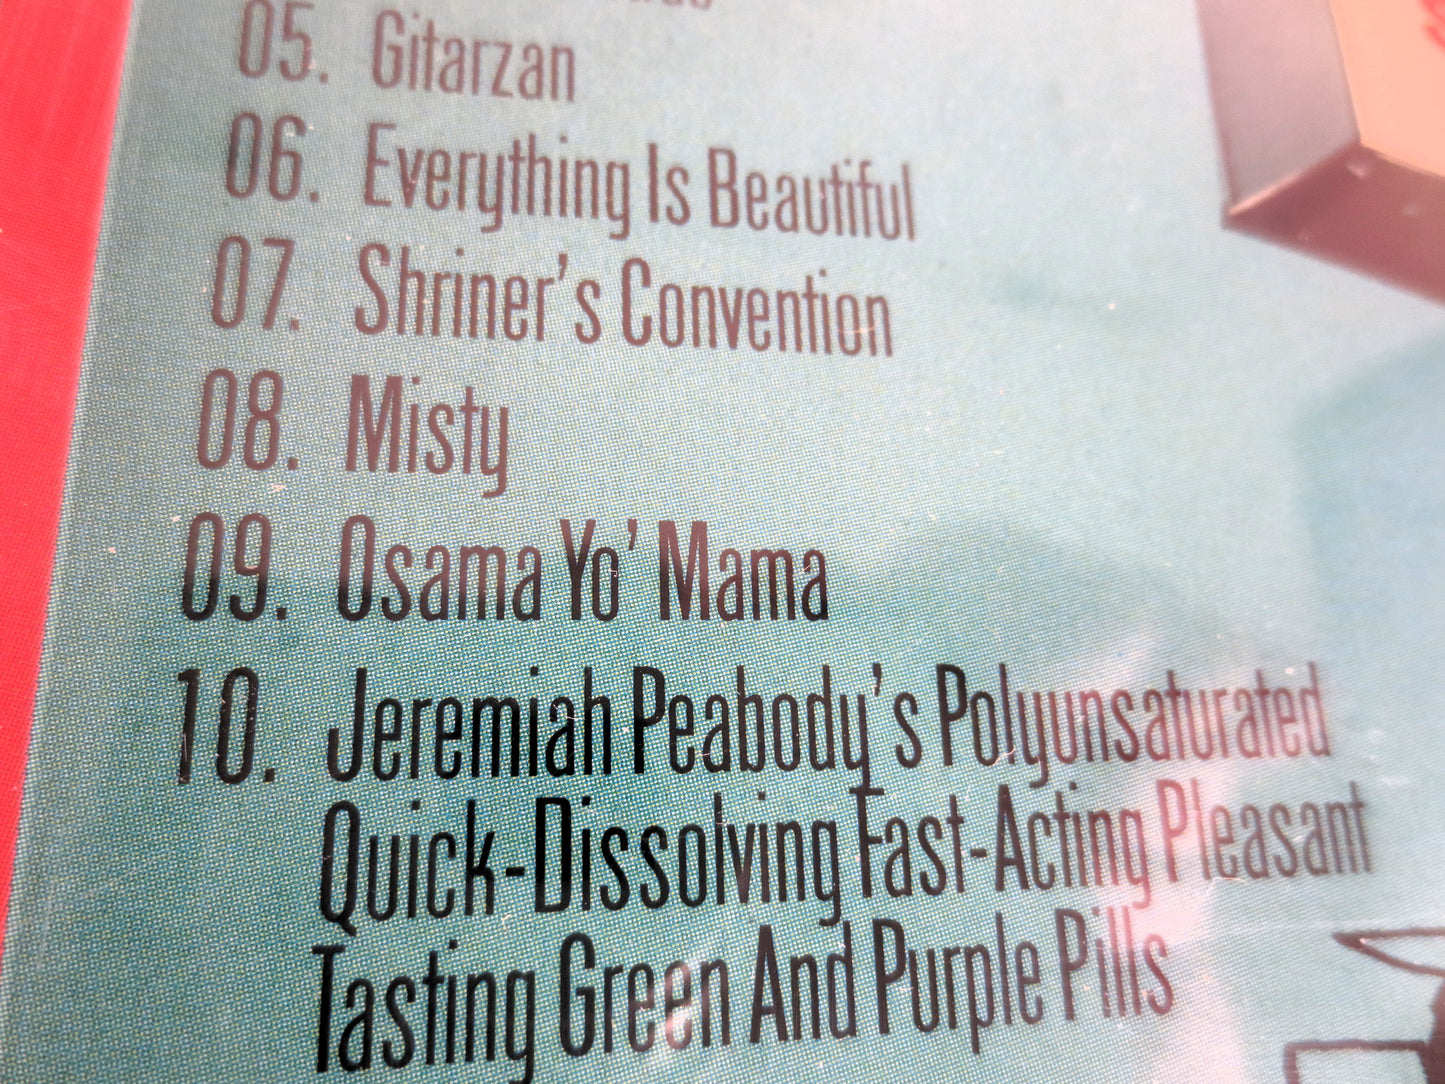 05. Gitarzan
06. Everything Is Beautiful
07. Shriner's Convention
08. Misty
09. Osama Yo' Mama
10. Jeremiah Peabody's Polyunsaturated
Quick-Dissolving Fast-Acting Pleasant
Tasting Green And Purple Pills